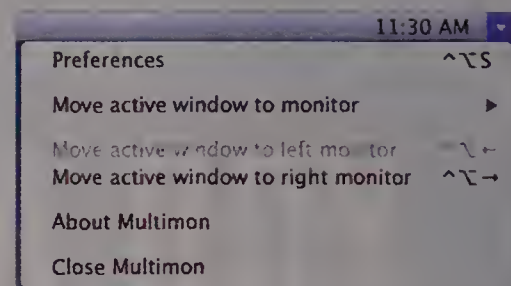 11:30 AM
Preferences ^⌥S
Move active window to monitor ▶
Move active window to left monitor ^⌥←
Move active window to right monitor ^⌥→
About Multimon
Close Multimon